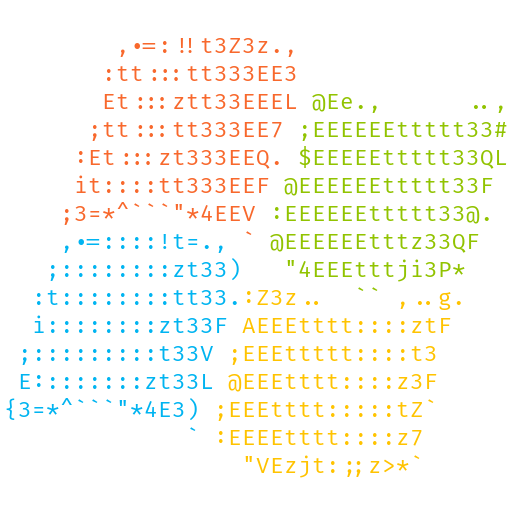 ,•=:!!t3Z3z.,
       :tt:::tt333EE3
       Et:::ztt33EEEL @Ee.,      ..,
      ;tt:::tt333EE7 ;EEEEEEttttt33#
     :Et:::zt333EEQ. $EEEEEttttt33QL
     it::::tt333EEF @EEEEEEttttt33F
    ;3=*^```"*4EEV :EEEEEEttttt33@.
    ,•=::::!t=., ` @EEEEEEtttz33QF
   ;::::::::zt33)   "4EEEtttji3P*
  :t::::::::tt33.:Z3z..  `` ,..g.
  i::::::::zt33F AEEEtttt::::ztF
 ;:::::::::t33V ;EEEttttt::::t3
 E::::::::zt33L @EEEtttt::::z3F
{3=*^```"*4E3) ;EEEtttt:::::tZ`
             ` :EEEEtttt::::z7
                 "VEzjt:;;z>*`